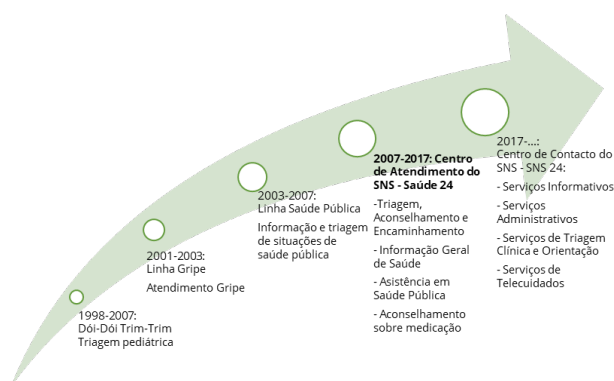 1998-2007:
Dói-Dói Trim-Trim
Triagem pediátrica
2001-2003:
Linha Gripe
Atendimento Gripe
2003-2007:
Linha Saúde Pública
Informação e triagem
de situações de
saúde pública
2007-2017: Centro
de Atendimento do
SNS - Saúde 24
-Triagem,
Aconselhamento e
Encaminhamento
- Informação Geral
de Saúde
- Asistência em
Saúde Pública
- Aconselhamento
sobre medicação
2017-...:
Centro de Contacto do
SNS - SNS 24:
- Serviços Informativos
- Serviços
Administrativos
- Serviços de Triagem
Clínica e Orientação
- Serviços de
Telecuidados